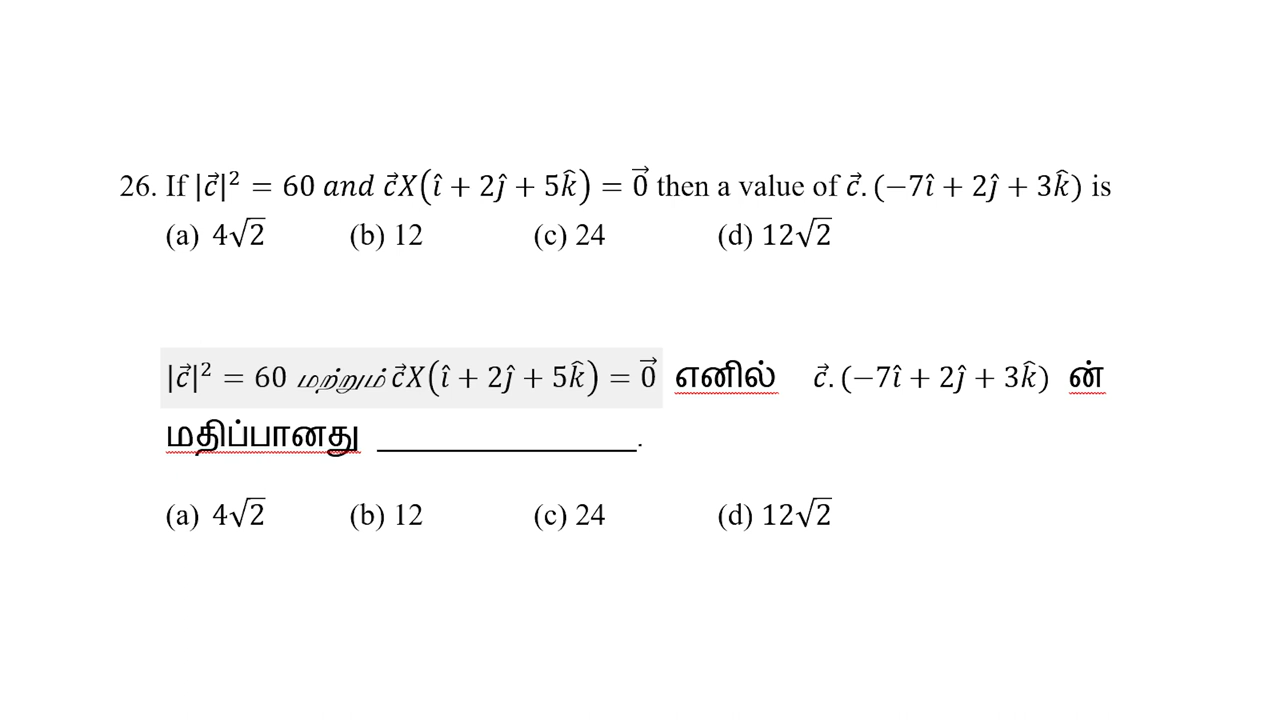 26. If |c⃗|² = 60 and c⃗X(î + 2ĵ + 5k̂) = 0⃗ then a value of c⃗.(−7î + 2ĵ + 3k̂) is
(a) 4√2 (b) 12 (c) 24 (d) 12√2
|c⃗|² = 60 மற்றும் c⃗X(î + 2ĵ + 5k̂) = 0⃗ எனில் c⃗.(−7î + 2ĵ + 3k̂) ன்
மதிப்பானது _________________.
(a) 4√2 (b) 12 (c) 24 (d) 12√2